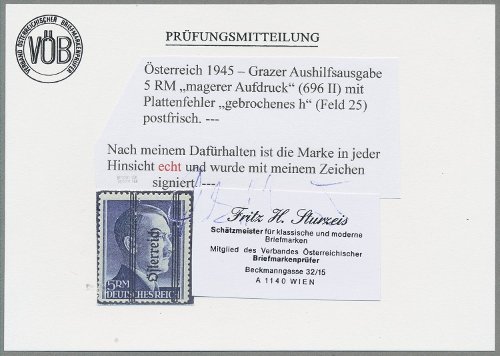 VERBAND ÖSTERREICHISCHER BRIEFMARKENPRÜFER
VÖB
PRÜFUNGSMITTEILUNG
Österreich 1945 – Grazer Aushilfsausgabe
5 RM „magerer Aufdruck“ (696 II) mit
Plattenfehler „gebrochenes h“ (Feld 25)
postfrisch. ---
Nach meinem Dafürhalten ist die Marke in jeder
Hinsicht echt und wurde mit meinem Zeichen
signiert. ---
Österreich
5 RM
DEUTSCHES REICH
Fritz H. Sturzeis
Schätzmeister für klassische und moderne
Briefmarken
Mitglied des Verbandes Österreichischer
Briefmarkenprüfer
Beckmanngasse 32/15
A 1140 WIEN